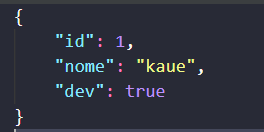 {
    "id": 1,
    "nome": "kaue",
    "dev": true
}